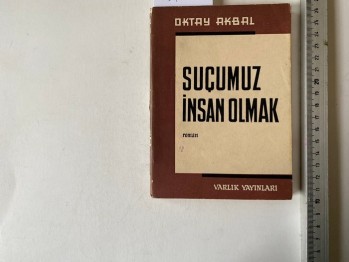 OKTAY AKBAL
SUÇUMUZ
İNSAN OLMAK
roman
VARLIK YAYINLARI